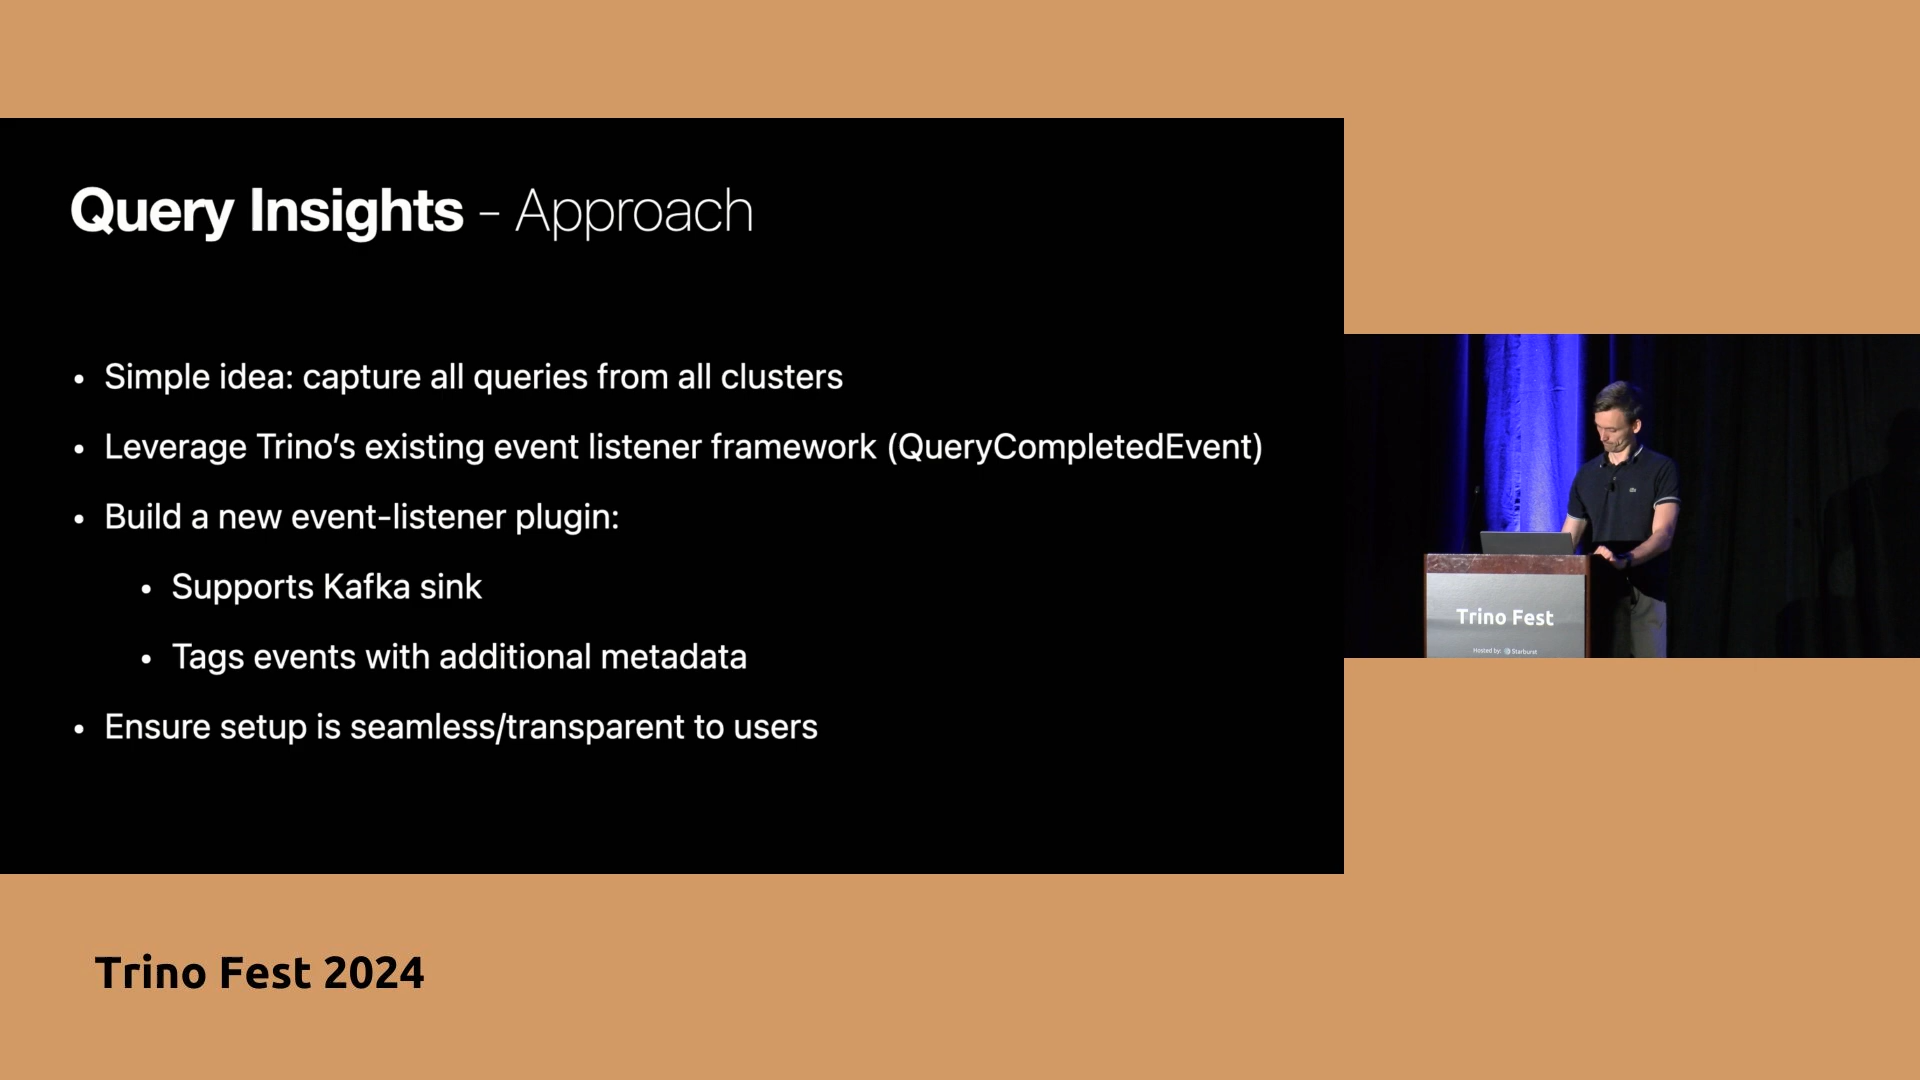 Query Insights - Approach
• Simple idea: capture all queries from all clusters
• Leverage Trino’s existing event listener framework (QueryCompletedEvent)
• Build a new event-listener plugin:
• Supports Kafka sink
• Tags events with additional metadata
• Ensure setup is seamless/transparent to users
Trino Fest
Hosted by: Starburst
Trino Fest 2024